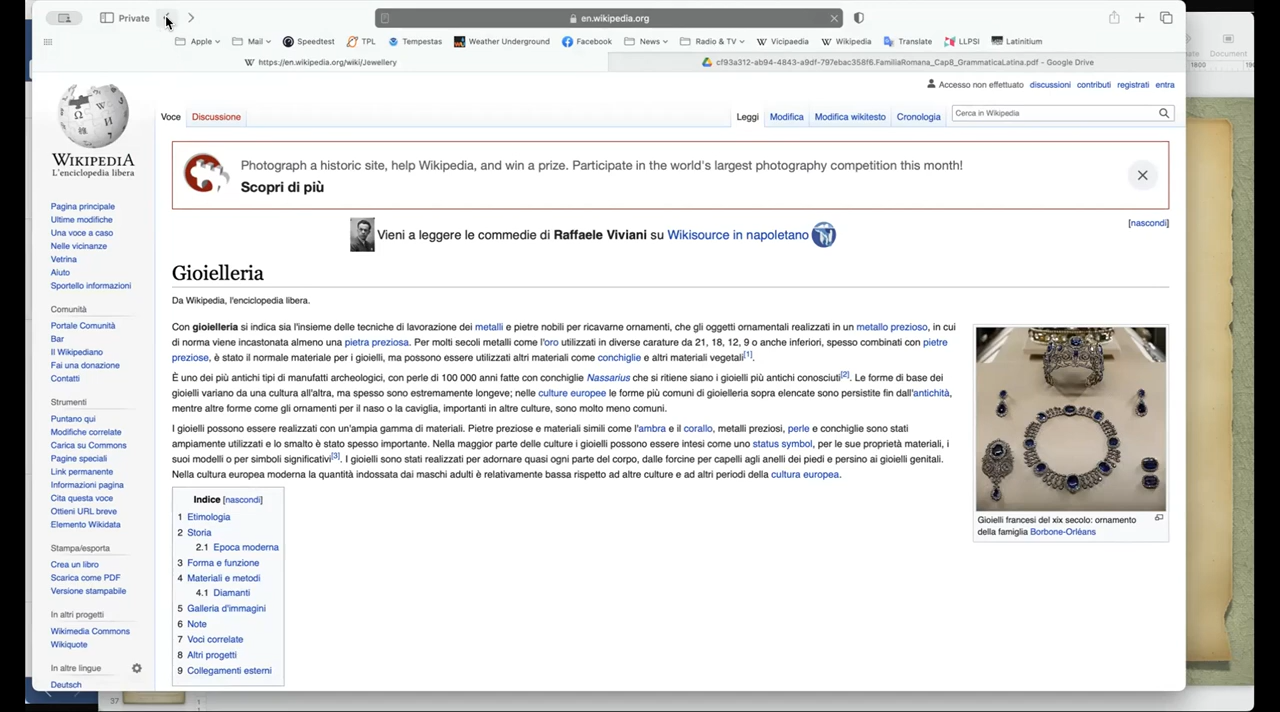 Private
en.wikipedia.org
Apple
Mail
Speedtest
TPL
Tempestas
Weather Underground
Facebook
News
Radio & TV
Vicipaedia
Wikipedia
Translate
LLPSI
Latinitium
https://en.wikipedia.org/wiki/Jewellery
cf93a312-ab94-4843-a9df-797ebac358f6.FamiliaRomana_Cap8_GrammaticaLatina.pdf - Google Drive
Accesso non effettuato discussioni contributi registrati entra
Voce Discussione
Leggi Modifica Modifica wikitesto Cronologia
Cerca in Wikipedia
WIKIPEDIA
L'enciclopedia libera
Photograph a historic site, help Wikipedia, and win a prize. Participate in the world's largest photography competition this month!
Scopri di più
Vieni a leggere le commedie di Raffaele Viviani su Wikisource in napoletano
[nascondi]
Pagina principale
Ultime modifiche
Una voce a caso
Nelle vicinanze
Vetrina
Aiuto
Sportello informazioni
Comunità
Portale Comunità
Bar
Il Wikipediano
Fai una donazione
Contatti
Strumenti
Puntano qui
Modifiche correlate
Carica su Commons
Pagine speciali
Link permanente
Informazioni pagina
Cita questa voce
Ottieni URL breve
Elemento Wikidata
Stampa/esporta
Crea un libro
Scarica come PDF
Versione stampabile
In altri progetti
Wikimedia Commons
Wikiquote
In altre lingue
Deutsch
Gioielleria
Da Wikipedia, l'enciclopedia libera.
Con gioielleria si indica sia l'insieme delle tecniche di lavorazione dei metalli e pietre nobili per ricavarne ornamenti, che gli oggetti ornamentali realizzati in un metallo prezioso, in cui
di norma viene incastonata almeno una pietra preziosa. Per molti secoli metalli come l'oro utilizzati in diverse carature da 21, 18, 12, 9 o anche inferiori, spesso combinati con pietre
preziose, è stato il normale materiale per i gioielli, ma possono essere utilizzati altri materiali come conchiglie e altri materiali vegetali[1].
È uno dei più antichi tipi di manufatti archeologici, con perle di 100 000 anni fatte con conchiglie Nassarius che si ritiene siano i gioielli più antichi conosciuti[2]. Le forme di base dei
gioielli variano da una cultura all'altra, ma spesso sono estremamente longeve; nelle culture europee le forme più comuni di gioielleria sopra elencate sono persistite fin dall'antichità,
mentre altre forme come gli ornamenti per il naso o la caviglia, importanti in altre culture, sono molto meno comuni.
I gioielli possono essere realizzati con un'ampia gamma di materiali. Pietre preziose e materiali simili come l'ambra e il corallo, metalli preziosi, perle e conchiglie sono stati
ampiamente utilizzati e lo smalto è stato spesso importante. Nella maggior parte delle culture i gioielli possono essere intesi come uno status symbol, per le sue proprietà materiali, i
suoi modelli o per simboli significativi[3]. I gioielli sono stati realizzati per adornare quasi ogni parte del corpo, dalle forcine per capelli agli anelli dei piedi e persino ai gioielli genitali.
Nella cultura europea moderna la quantità indossata dai maschi adulti è relativamente bassa rispetto ad altre culture e ad altri periodi della cultura europea.
Gioielli francesi del xix secolo: ornamento
della famiglia Borbone-Orléans
Indice [nascondi]
1 Etimologia
2 Storia
2.1 Epoca moderna
3 Forma e funzione
4 Materiali e metodi
4.1 Diamanti
5 Galleria d'immagini
6 Note
7 Voci correlate
8 Altri progetti
9 Collegamenti esterni
Document
1800
37